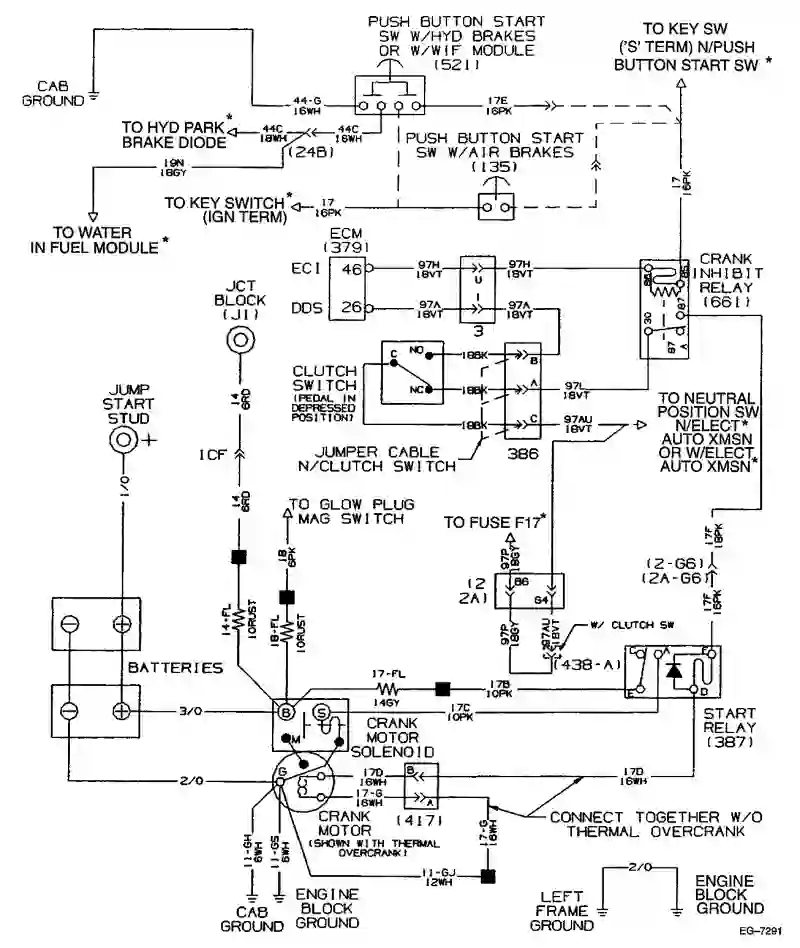 PUSH BUTTON START
SW W/HYD BRAKES
OR W/WIF MODULE
(521)
TO KEY SW
('S' TERM) N/PUSH
BUTTON START SW *
CAB
GROUND
44-G
16WH
17E
16PK
TO HYD PARK *
BRAKE DIODE
44C
18WH
44C
16WH
(24B)
PUSH BUTTON START
SW W/AIR BRAKES
(135)
19N
18GY
TO KEY SWITCH *
(IGN TERM)
17
16PK
17
16PK
TO WATER
IN FUEL MODULE *
ECM
(379)
ECI
46
97H
18VT
U
97H
18VT
86
85
CRANK
INHIBIT
RELAY
(661)
DDS
26
97A
18VT
97A
18VT
3
30
87
87
A
JCT
BLOCK
(J1)
C
NO
NC
18BK
B
CLUTCH
SWITCH
(PEDAL IN
DEPRESSED
POSITION)
18BK
A
97L
18VT
18BK
C
97AU
18VT
386
JUMPER CABLE
N/CLUTCH SWITCH
TO NEUTRAL
POSITION SW
N/ELECT *
AUTO XMSN
OR W/ELECT
AUTO XMSN *
JUMP
START
STUD
+
14
6RD
1CF
1/0
14
6RD
TO GLOW PLUG
MAG SWITCH
18
6PK
TO FUSE F17 *
97P
18GY
17F
18PK
(2-G6)
(2A-G6)
17F
16PK
(2
2A)
B6
G4
97P
18GY
97AU
18VT
W/ CLUTCH SW
(438-A)
14-FL
10RUST
18-FL
10RUST
BATTERIES
17-FL
14GY
17B
10PK
17C
10PK
C
A
F
E
D
START
RELAY
(387)
3/0
B
S
M
CRANK
MOTOR
SOLENOID
2/0
G
17D
16WH
B
17D
16WH
17-G
16WH
A
(417)
17-G
16WH
CRANK
MOTOR
(SHOWN WITH THERMAL
OVERCRANK)
CONNECT TOGETHER W/O
THERMAL OVERCRANK
11-GH
6WH
11-GS
6WH
11-GJ
12WH
CAB
GROUND
ENGINE
BLOCK
GROUND
2/0
LEFT
FRAME
GROUND
ENGINE
BLOCK
GROUND
EG-7291